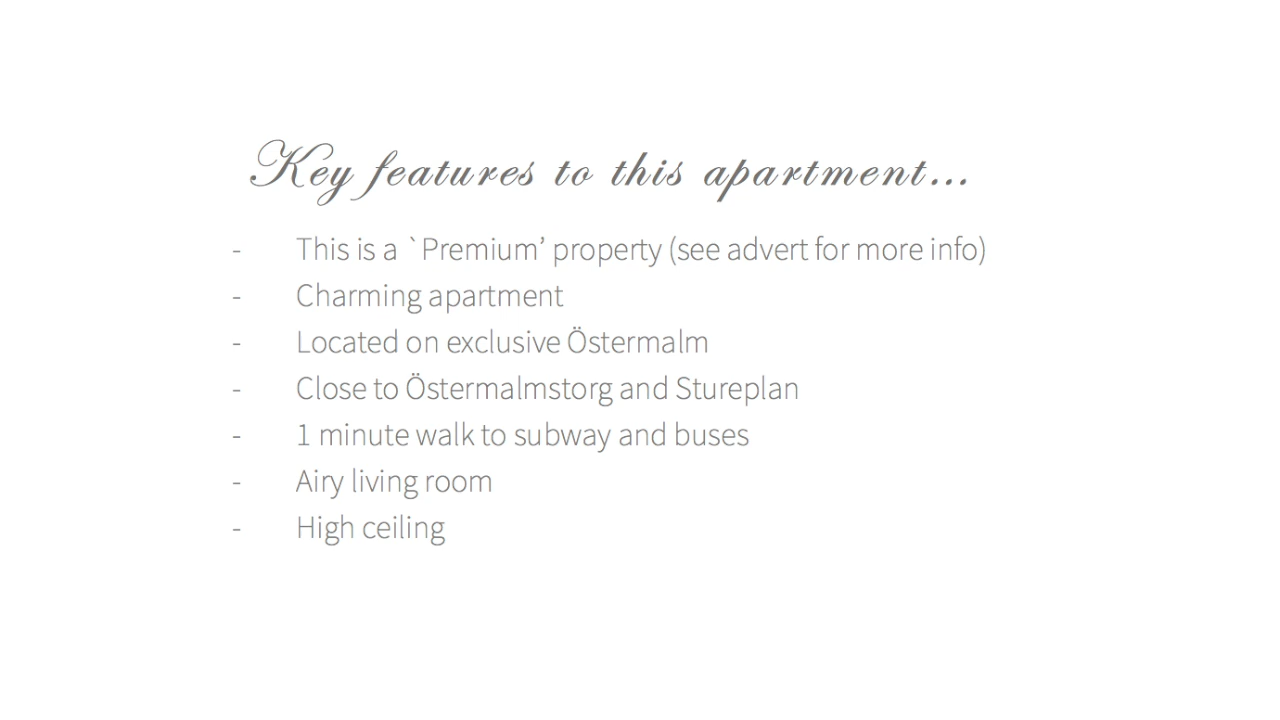 Key features to this apartment...
- This is a `Premium’ property (see advert for more info)
- Charming apartment
- Located on exclusive Östermalm
- Close to Östermalmstorg and Stureplan
- 1 minute walk to subway and buses
- Airy living room
- High ceiling